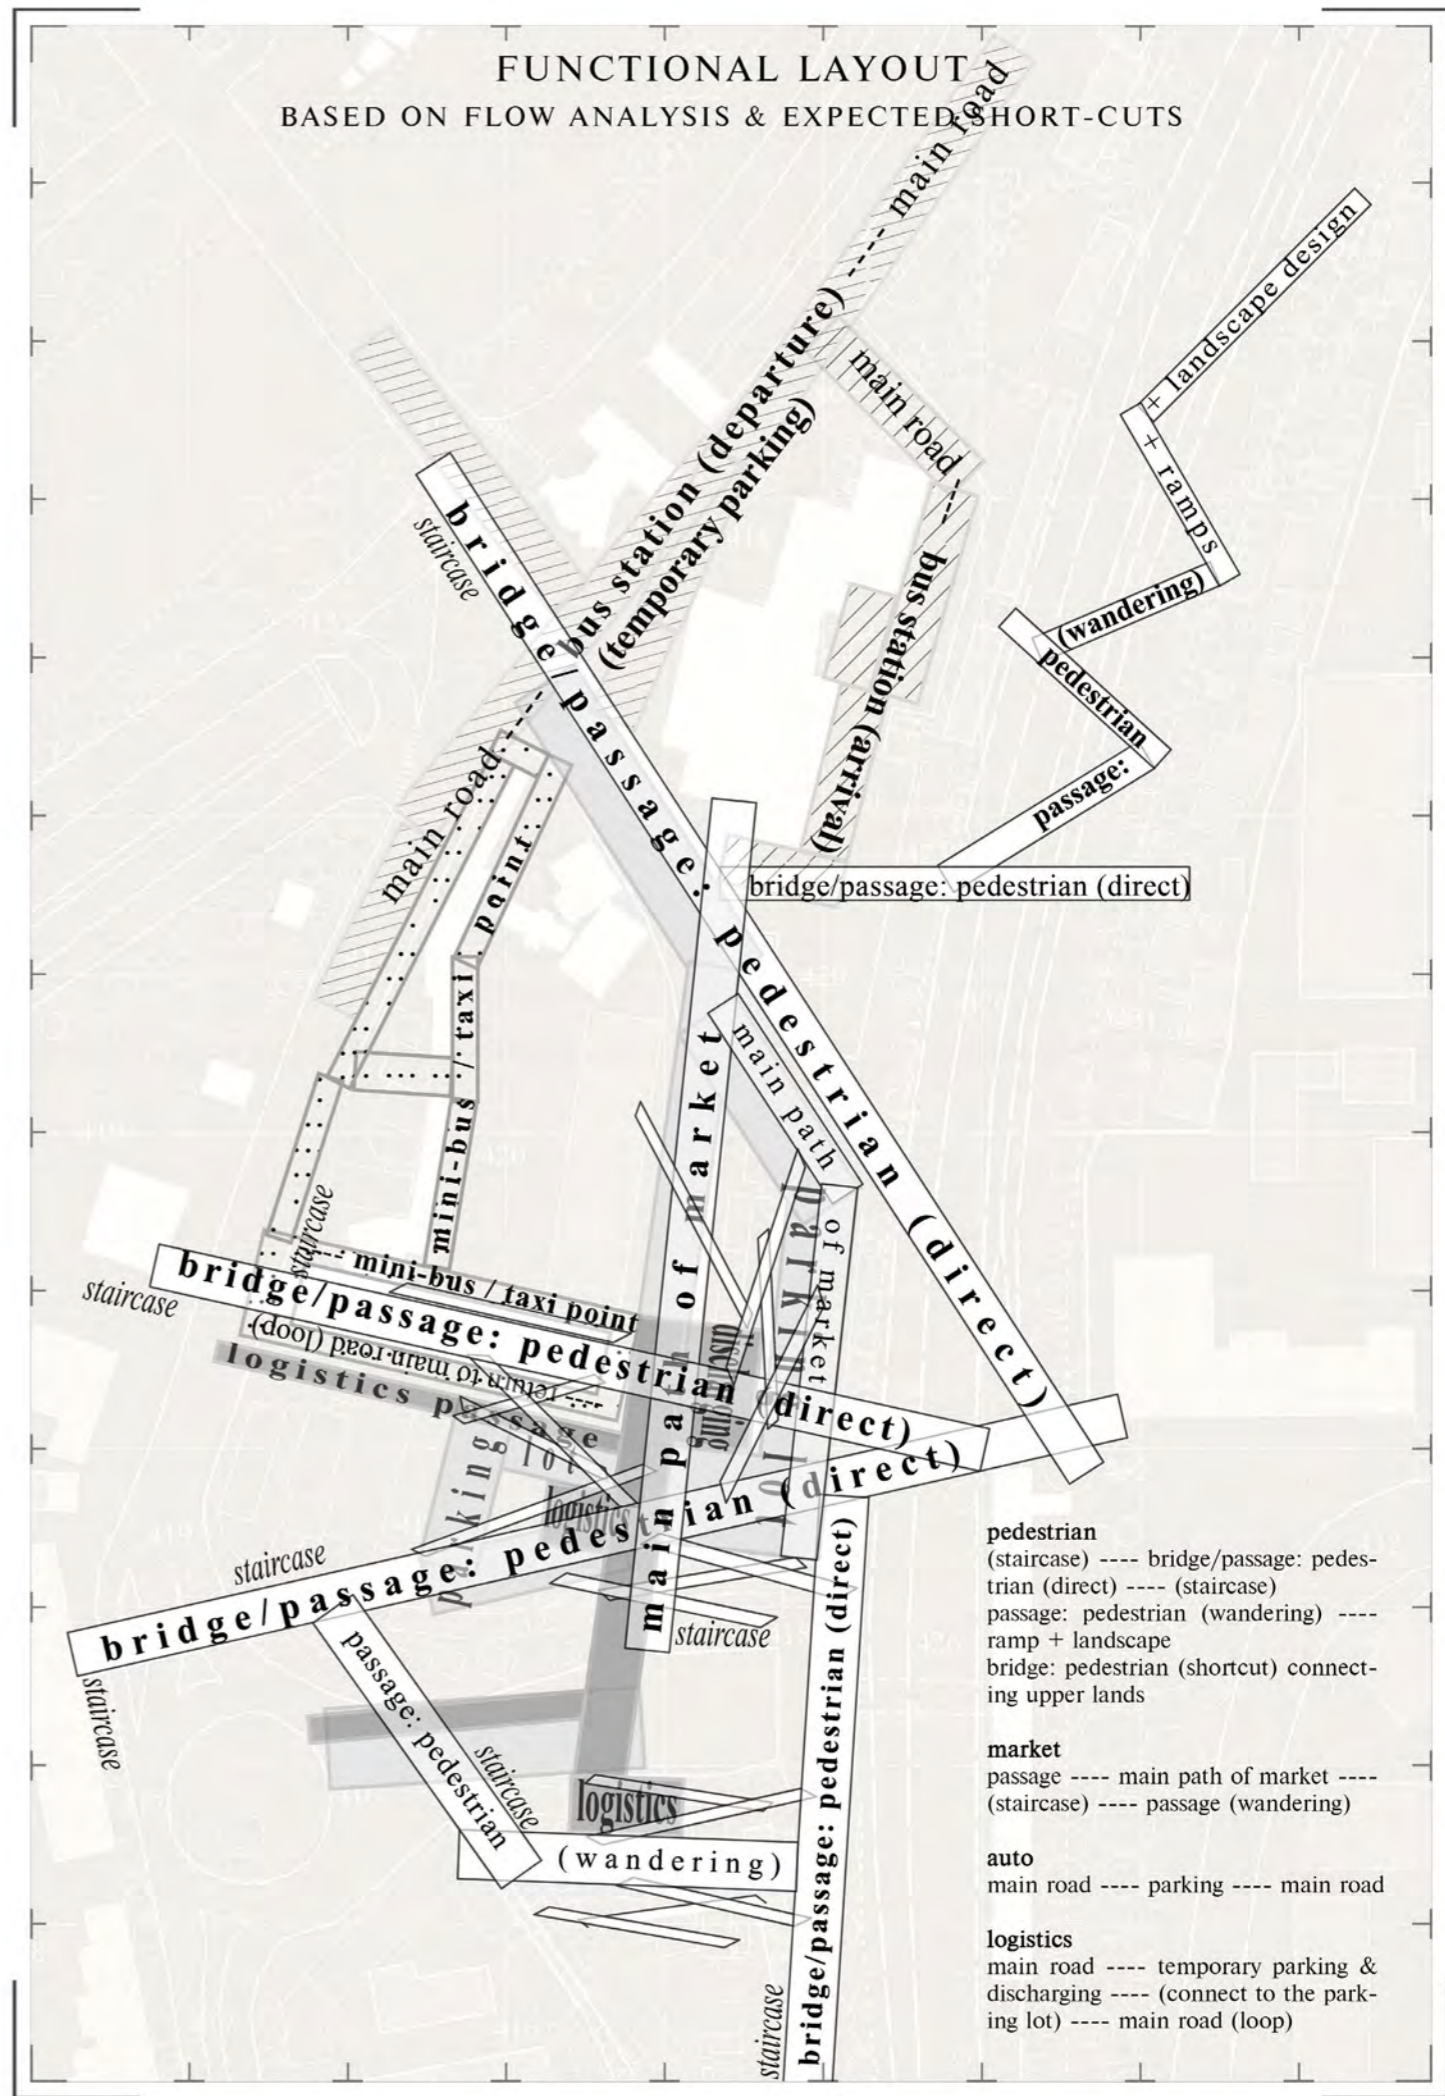 FUNCTIONAL LAYOUT
BASED ON FLOW ANALYSIS & EXPECTED SHORT-CUTS
bus station (departure) ---- main road
(temporary parking)
main road
bus station (arrival)
+ landscape design
+ ramps
(wandering)
pedestrian
passage:
staircase
bridge/passage: pedestrian (direct)
bridge/passage: pedestrian (direct)
main road ----
mini-bus / taxi point
main path
of market
main path of market
parking lot
discharging
staircase
---- mini-bus / taxi point
staircase
bridge/passage: pedestrian (direct)
---- return to main road (loop)
logistics passage
parking
lot
logistics
staircase
bridge/passage: pedestrian (direct)
staircase
staircase
passage: pedestrian
staircase
logistics
(wandering)
bridge/passage: pedestrian (direct)
staircase
pedestrian
(staircase) ---- bridge/passage: pedes-
trian (direct) ---- (staircase)
passage: pedestrian (wandering) ----
ramp + landscape
bridge: pedestrian (shortcut) connect-
ing upper lands
market
passage ---- main path of market ----
(staircase) ---- passage (wandering)
auto
main road ---- parking ---- main road
logistics
main road ---- temporary parking &
discharging ---- (connect to the park-
ing lot) ---- main road (loop)